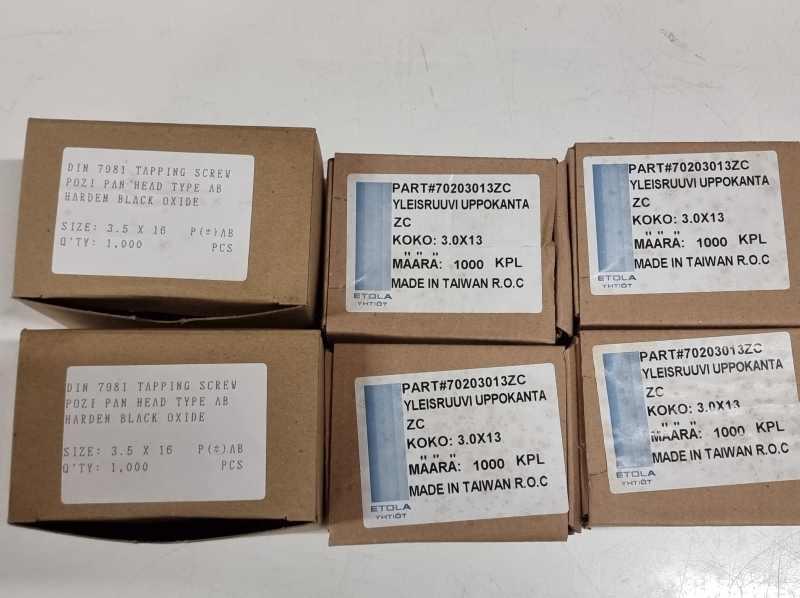 DIN 7981 TAPPING SCREW
POZI PAN HEAD TYPE AB
HARDEN BLACK OXIDE
SIZE: 3.5 X 16 P(*)AB
Q'TY: 1,000 PCS
PART#70203013ZC
YLEISRUUVI UPPOKANTA
ZC
KOKO: 3.0X13
MÄÄRÄ: 1000 KPL
MADE IN TAIWAN R.O.C
ETOLA
YHTIÖT
PART#70203013ZC
YLEISRUUVI UPPOKANTA
ZC
KOKO: 3.0X13
MÄÄRÄ: 1000 KPL
MADE IN TAIWAN R.O.C
ETOLA
YHTIÖT
DIN 7981 TAPPING SCREW
POZI PAN HEAD TYPE AB
HARDEN BLACK OXIDE
SIZE: 3.5 X 16 P(*)AB
Q'TY: 1,000 PCS
PART#70203013ZC
YLEISRUUVI UPPOKANTA
ZC
KOKO: 3.0X13
MÄÄRÄ: 1000 KPL
MADE IN TAIWAN R.O.C
ETOLA
YHTIÖT
PART#70203013ZC
YLEISRUUVI UPPOKANTA
ZC
KOKO: 3.0X13
MÄÄRÄ: 1000 KPL
MADE IN TAIWAN R.O.C
ETOLA
YHTIÖT